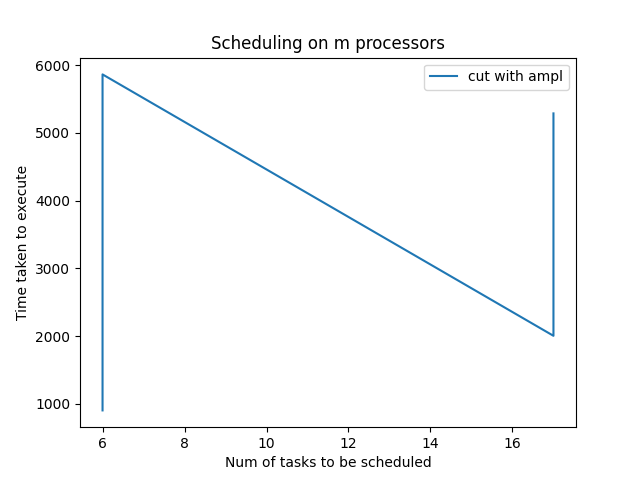 Scheduling on m processors
cut with ampl
6000
5000
4000
3000
2000
1000
Time taken to execute
6 8 10 12 14 16
Num of tasks to be scheduled